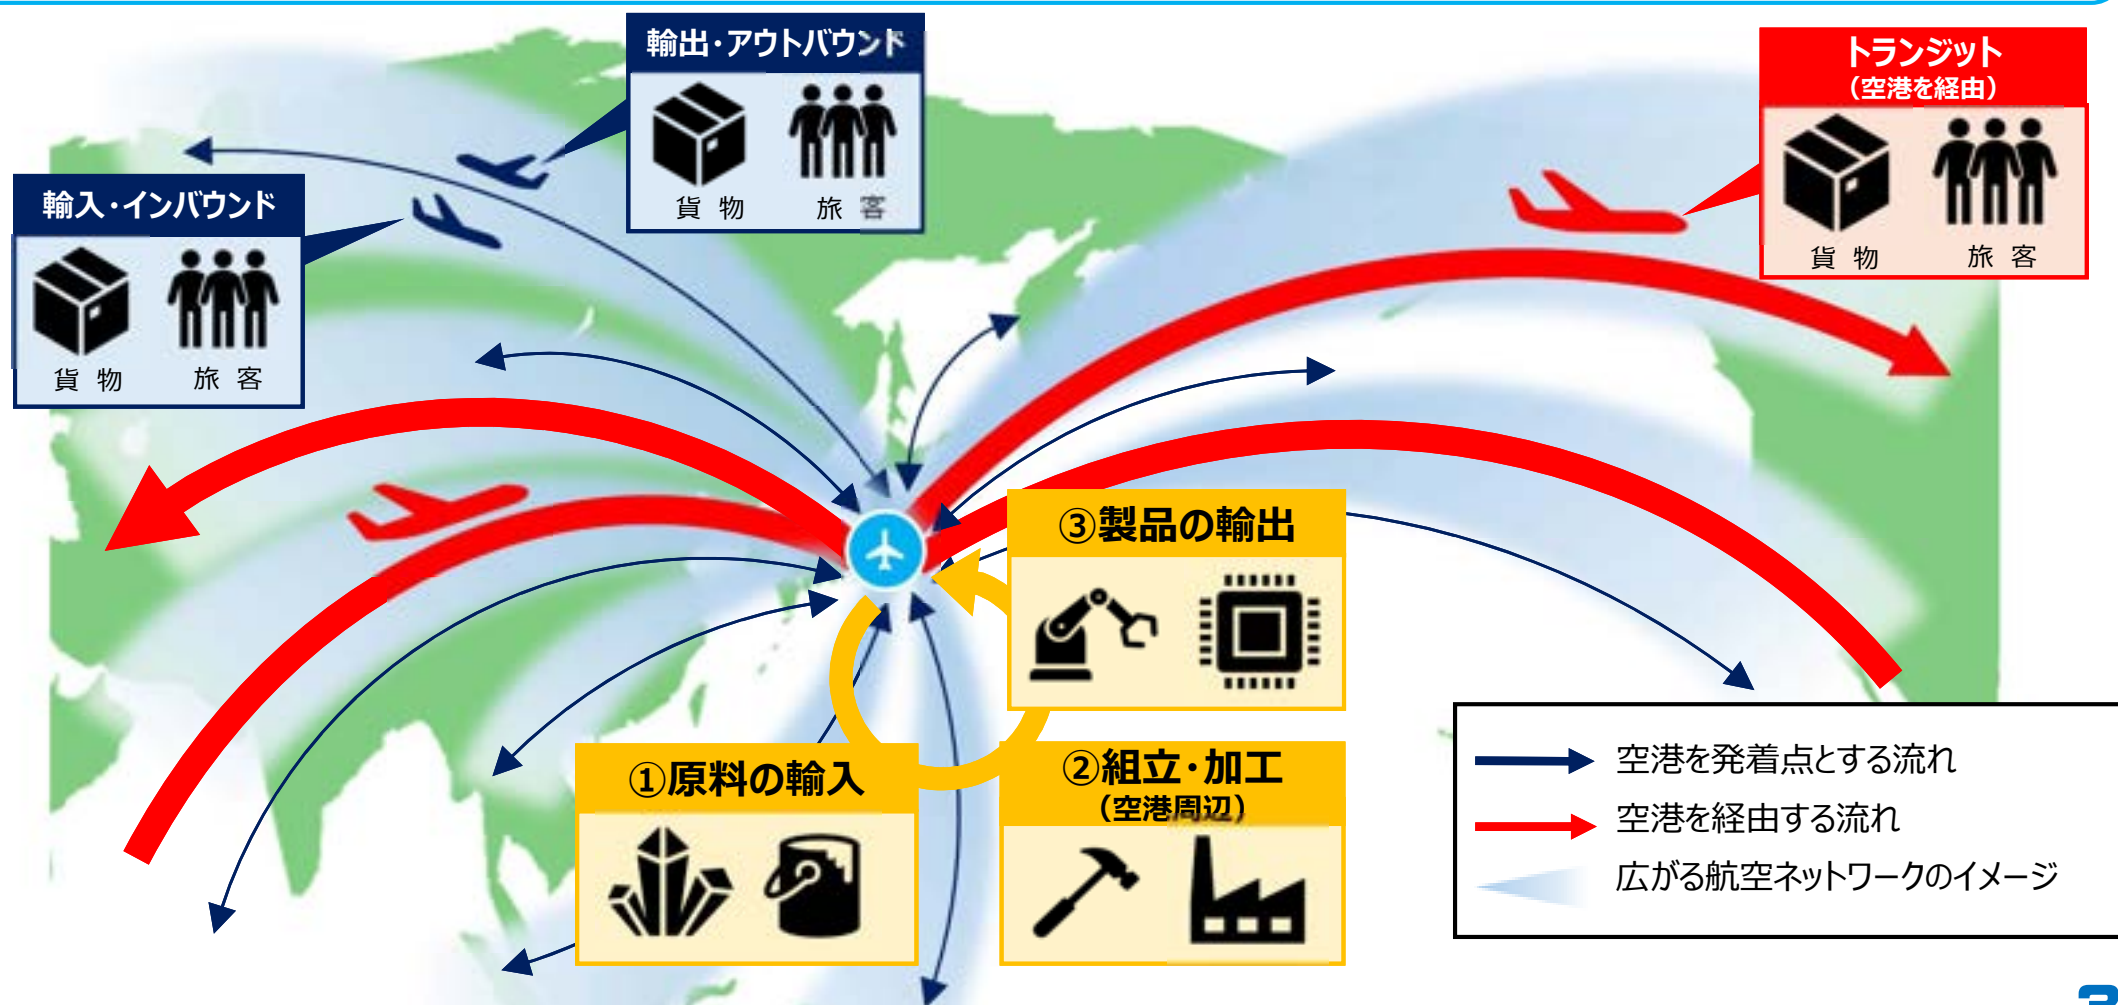 輸出・アウトバウンド
貨 物
旅 客
トランジット
（空港を経由）
貨 物
旅 客
輸入・インバウンド
貨 物
旅 客
③製品の輸出
①原料の輸入
②組立・加工
（空港周辺）
空港を発着点とする流れ
空港を経由する流れ
広がる航空ネットワークのイメージ